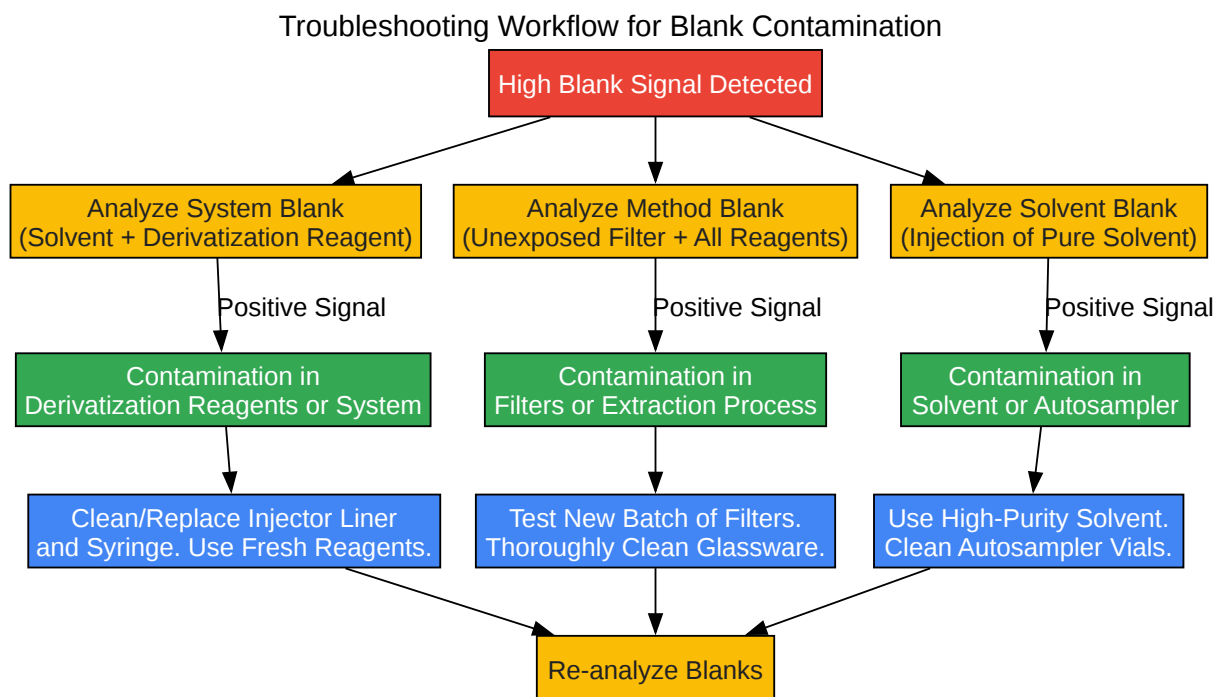 Troubleshooting Workflow for Blank Contamination
High Blank Signal Detected
Analyze System Blank
(Solvent + Derivatization Reagent)
Analyze Method Blank
(Unexposed Filter + All Reagents)
Analyze Solvent Blank
(Injection of Pure Solvent)
Positive Signal
Positive Signal
Positive Signal
Contamination in
Derivatization Reagents or System
Contamination in
Filters or Extraction Process
Contamination in
Solvent or Autosampler
Clean/Replace Injector Liner
and Syringe. Use Fresh Reagents.
Test New Batch of Filters.
Thoroughly Clean Glassware.
Use High-Purity Solvent.
Clean Autosampler Vials.
Re-analyze Blanks